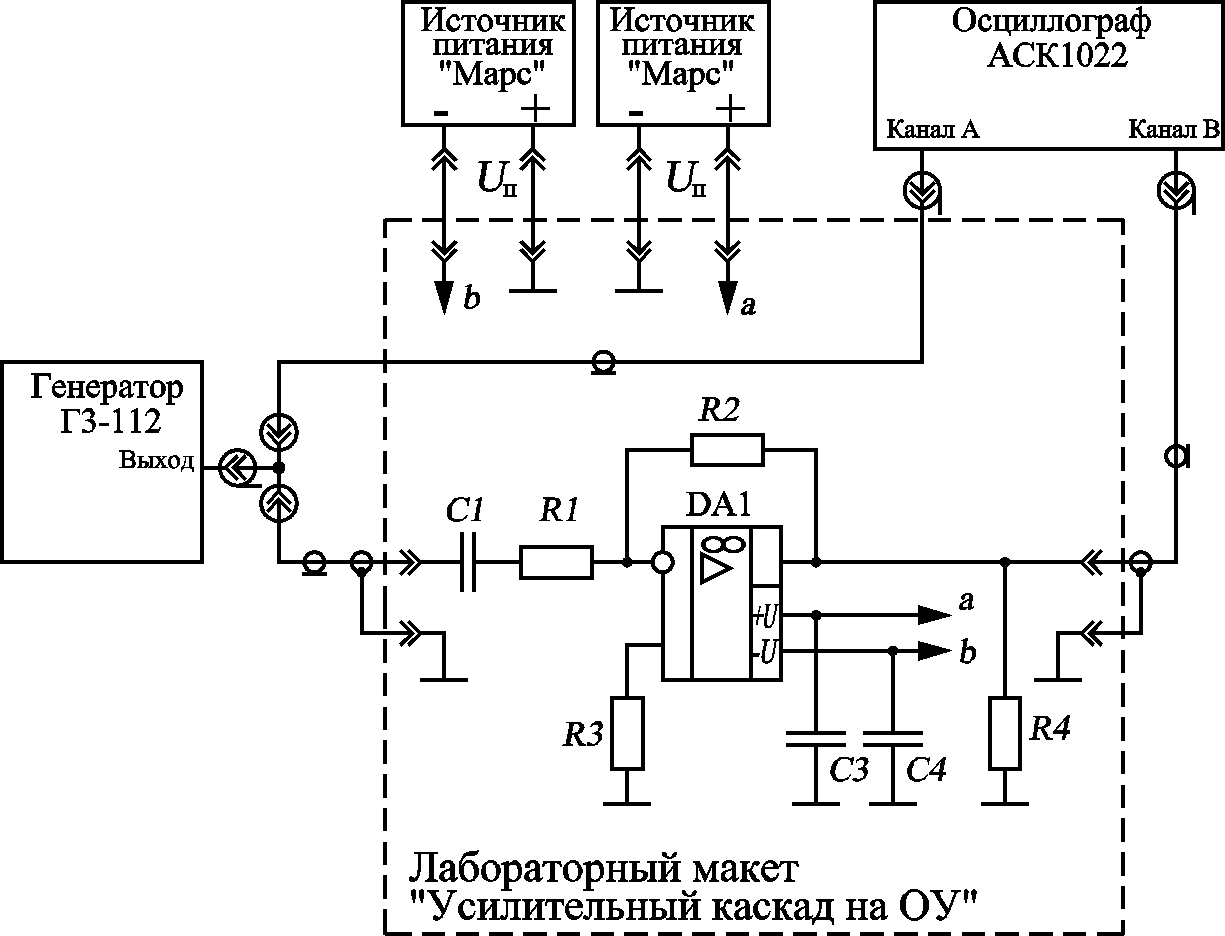 Источник
питания
"Марс"
- +
Источник
питания
"Марс"
- +
Осциллограф
АСК1022
Канал А
Канал В
Uп
Uп
b
a
Генератор
Г3-112
Выход
R2
C1
R1
DA1
∞
▷
+U
-U
a
b
R3
C3
C4
R4
Лабораторный макет
"Усилительный каскад на ОУ"